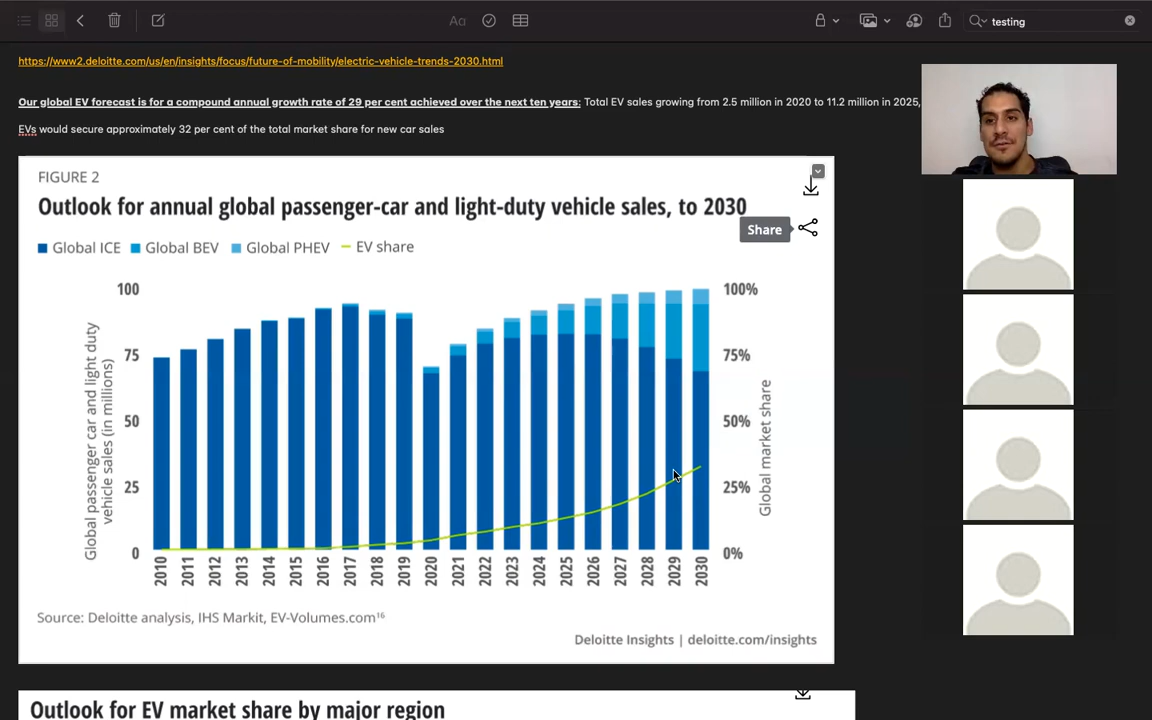 Aa
testing
https://www2.deloitte.com/us/en/insights/focus/future-of-mobility/electric-vehicle-trends-2030.html
Our global EV forecast is for a compound annual growth rate of 29 per cent achieved over the next ten years: Total EV sales growing from 2.5 million in 2020 to 11.2 million in 2025,
EVs would secure approximately 32 per cent of the total market share for new car sales
FIGURE 2
Outlook for annual global passenger-car and light-duty vehicle sales, to 2030
Share
Global ICE Global BEV Global PHEV EV share
Global passenger car and light duty
vehicle sales (in millions)
100
75
50
25
0
100%
75%
50%
25%
0%
Global market share
2010 2011 2012 2013 2014 2015 2016 2017 2018 2019 2020 2021 2022 2023 2024 2025 2026 2027 2028 2029 2030
Source: Deloitte analysis, IHS Markit, EV-Volumes.com¹⁶
Deloitte Insights | deloitte.com/insights
Outlook for EV market share by major region